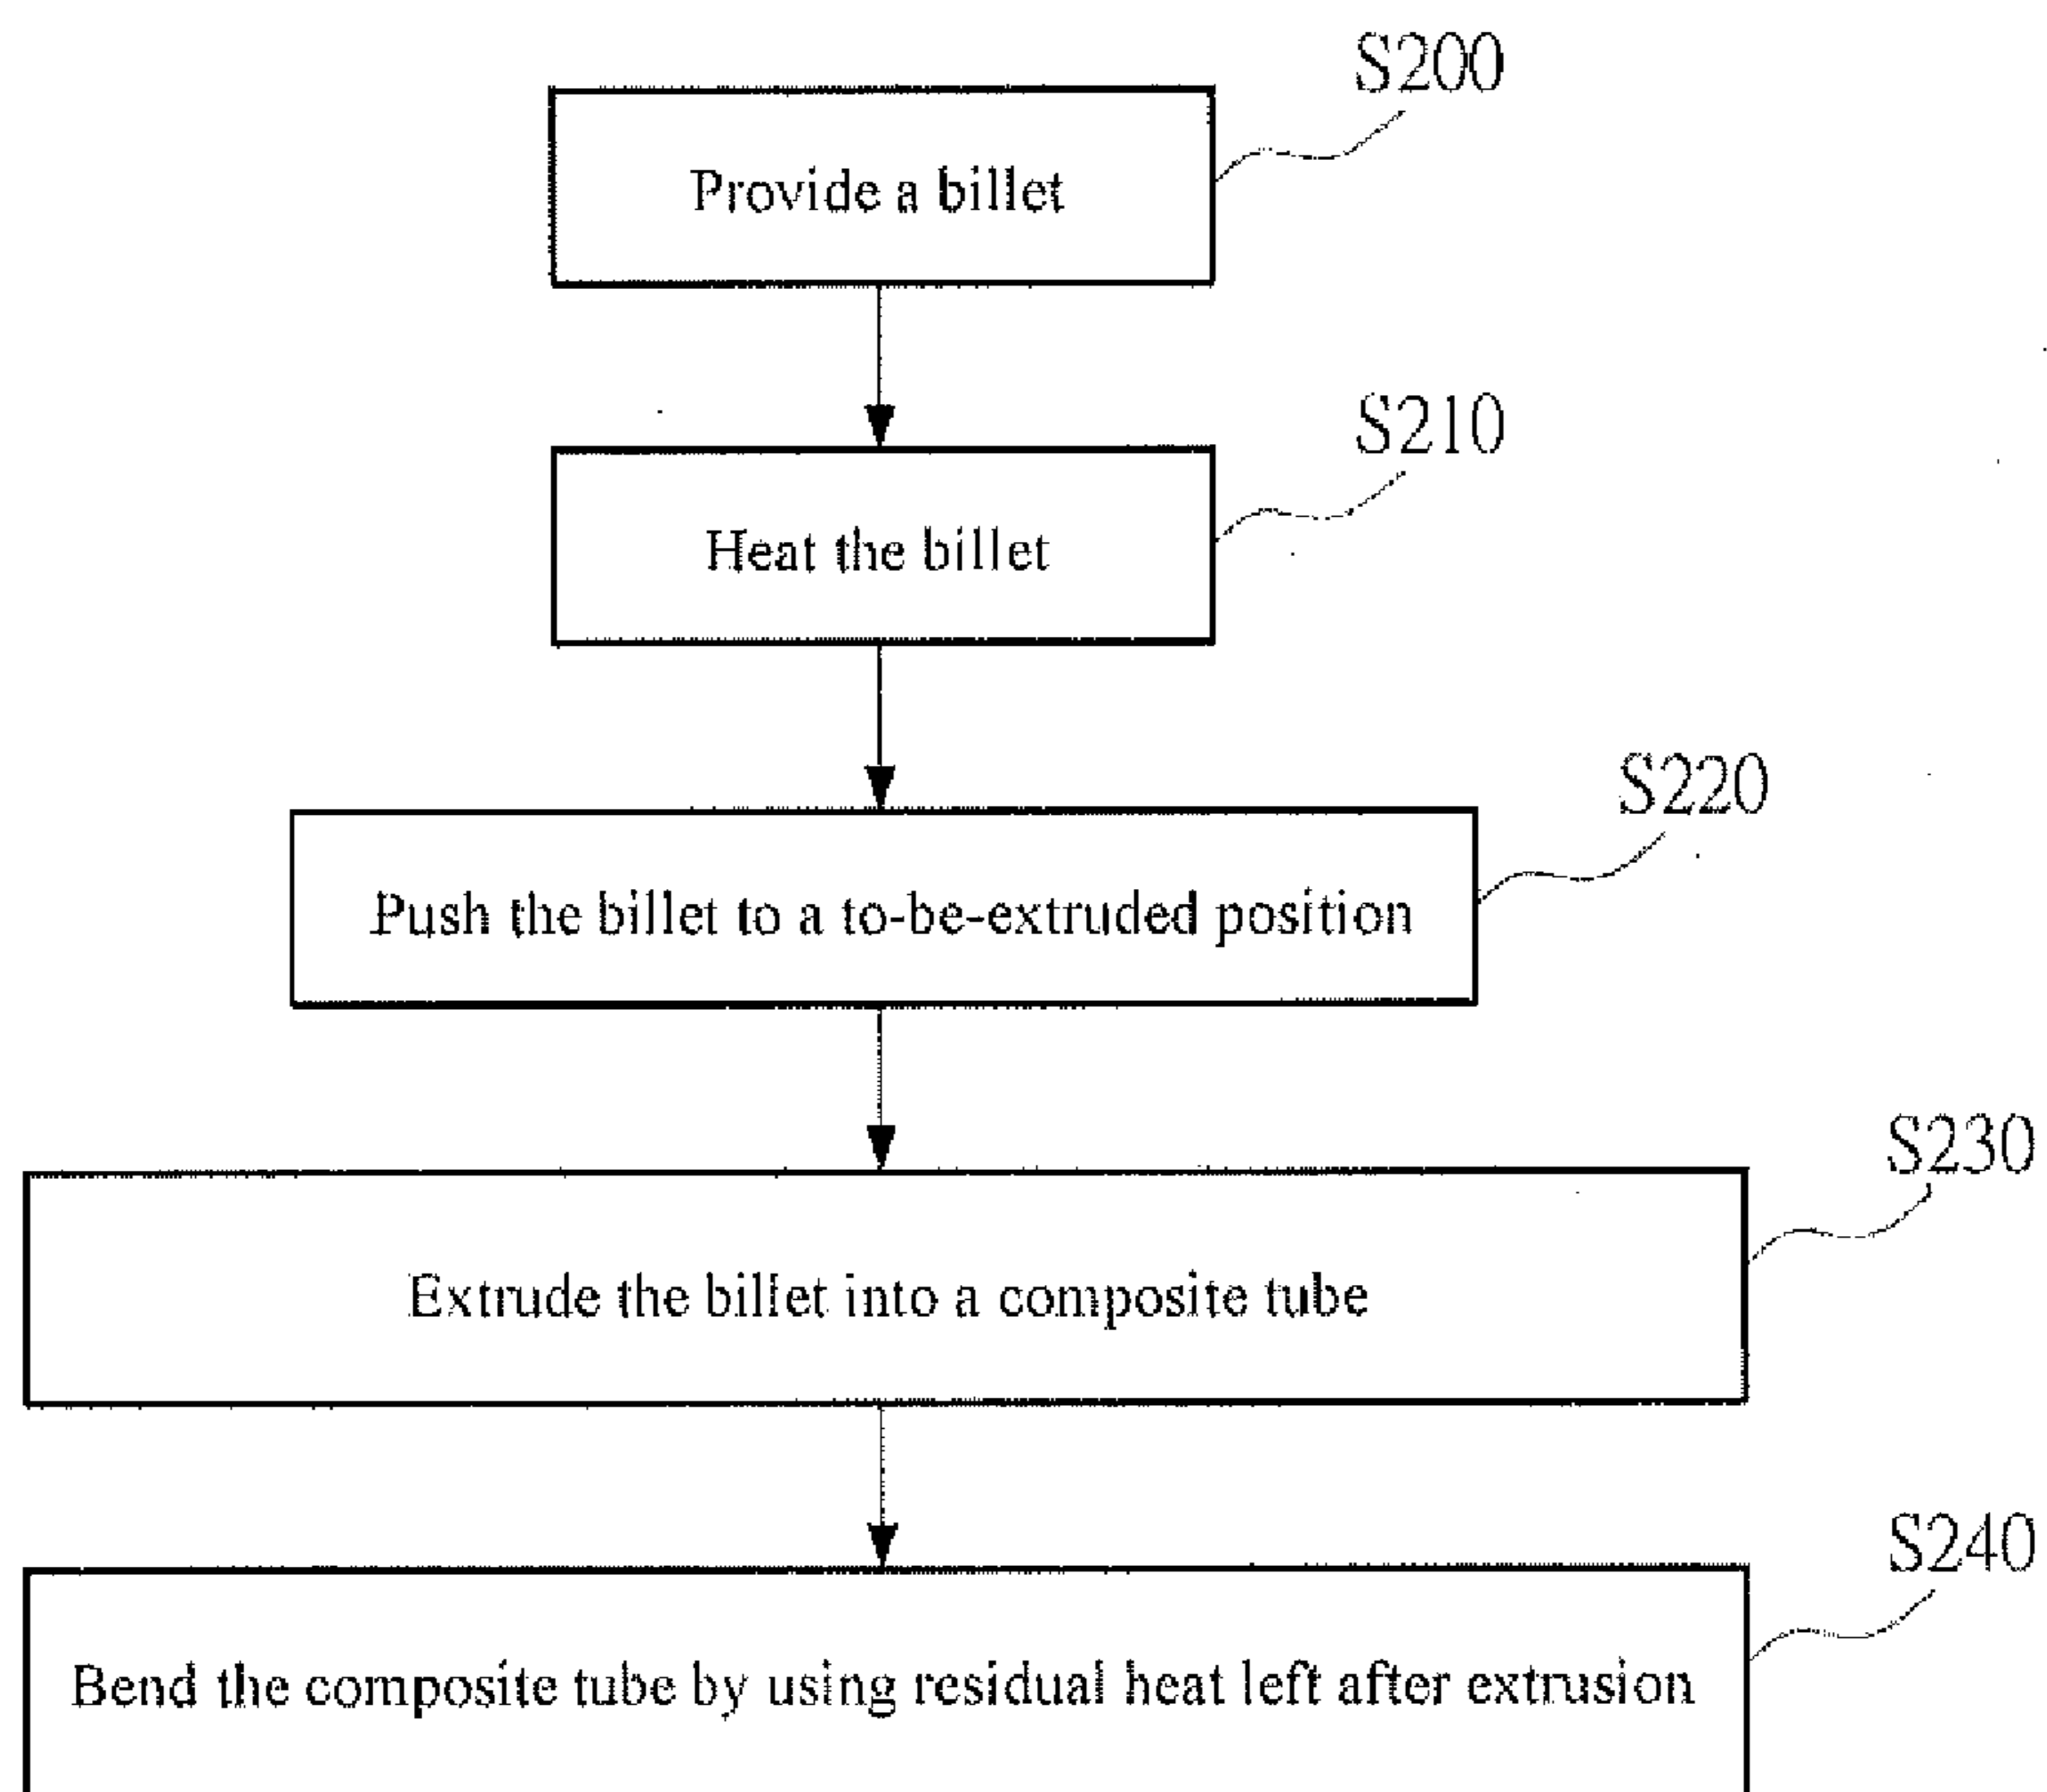 S200
Provide a billet
S210
Heat the billet
S220
Push the billet to a to-be-extruded position
S230
Extrude the billet into a composite tube
S240
Bend the composite tube by using residual heat left after extrusion